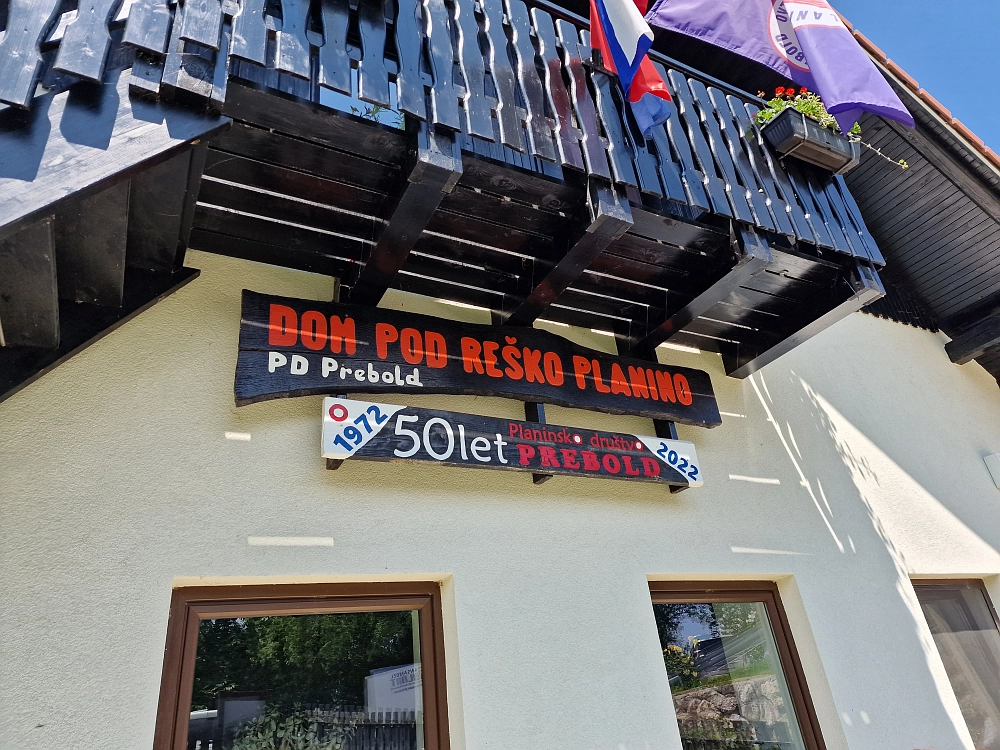 DOM POD REŠKO PLANINO
PD Prebold
1972
50let
Planinsko društvo
PREBOLD
2022